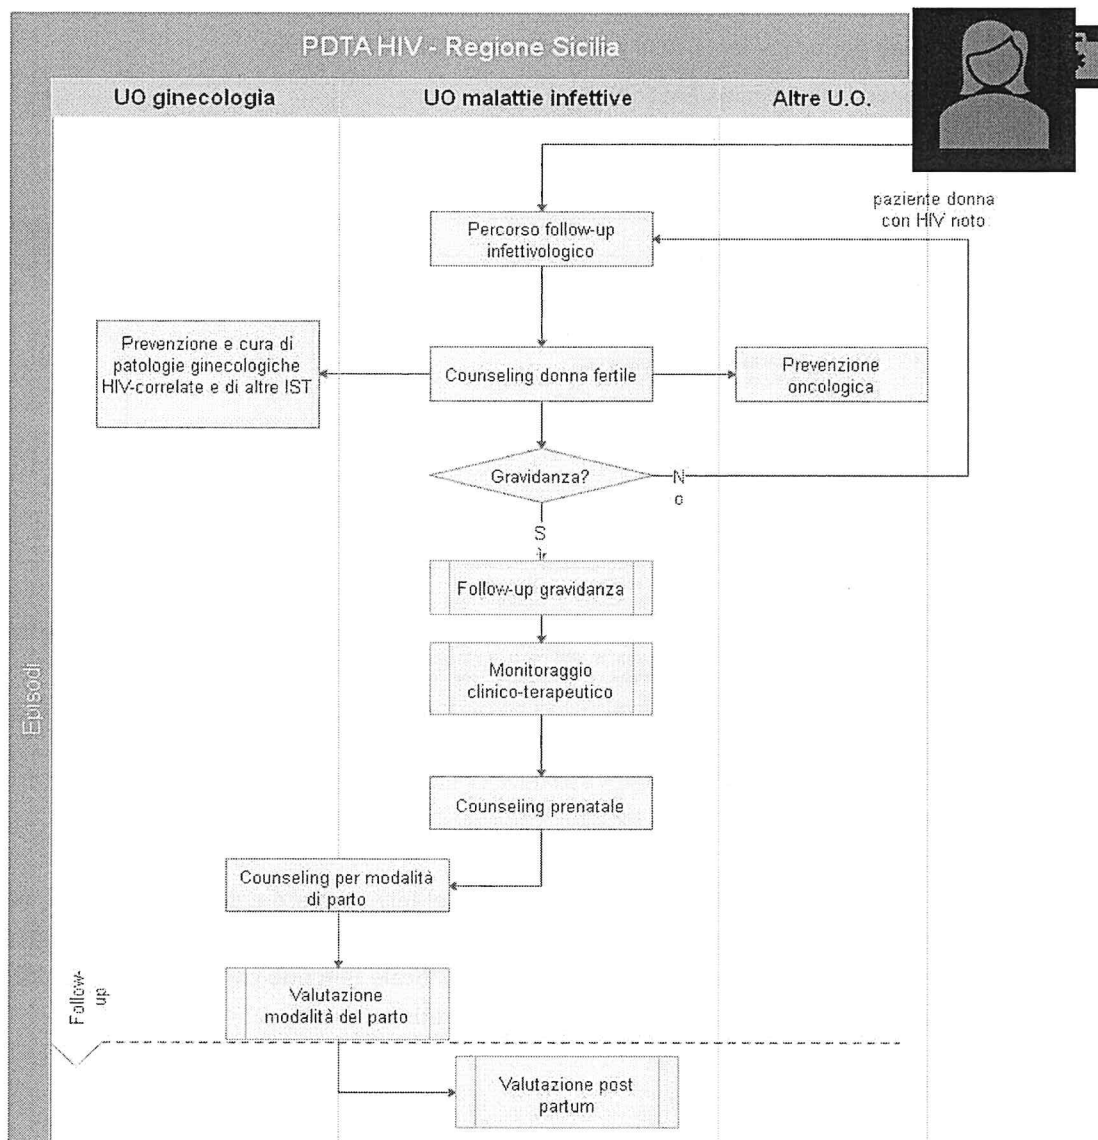 PDTA HIV - Regione Sicilia
UO ginecologia
UO malattie infettive
Altre U.O.
paziente donna
con HIV noto
Percorso follow-up
infettivologico
Prevenzione e cura di
patologie ginecologiche
HIV-correlate e di altre IST
Counseling donna fertile
Prevenzione
oncologica
Gravidanza?
N
o
S
ì
Follow-up gravidanza
Monitoraggio
clinico-terapeutico
Episodi
Counseling prenatale
Counseling per modalità
di parto
Follow-
up
Valutazione
modalità del parto
Valutazione post
partum